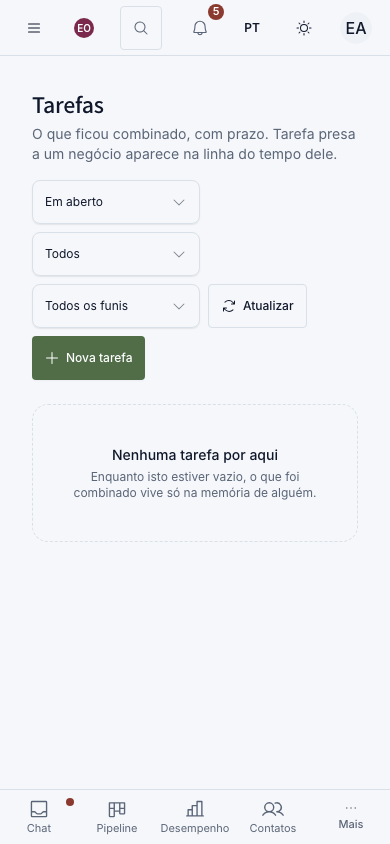 EO
5
PT
EA
Tarefas
O que ficou combinado, com prazo. Tarefa presa
a um negócio aparece na linha do tempo dele.
Em aberto
Todos
Todos os funis
Atualizar
Nova tarefa
Nenhuma tarefa por aqui
Enquanto isto estiver vazio, o que foi
combinado vive só na memória de alguém.
Chat
Pipeline
Desempenho
Contatos
Mais